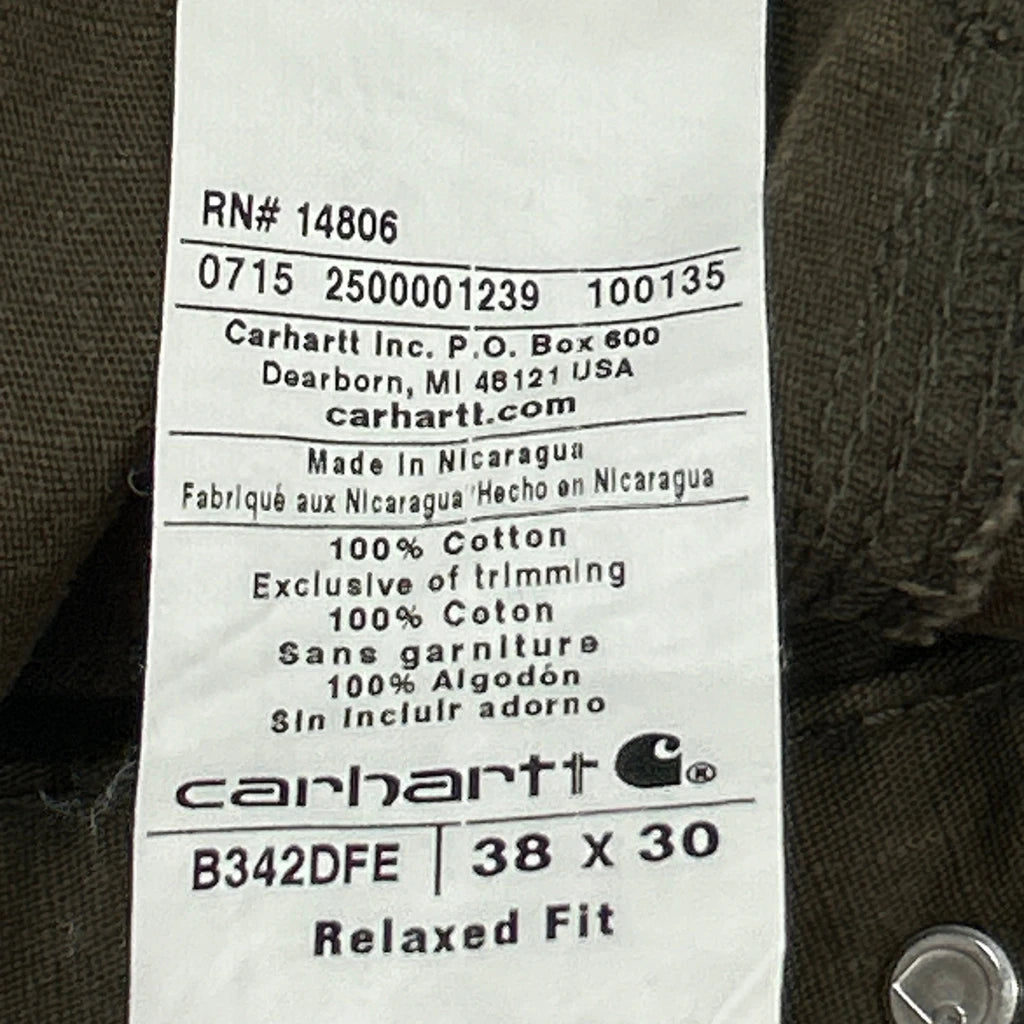 RN# 14806
0715 2500001239 100135
Carhartt Inc. P.O. Box 600
Dearborn, MI 48121 USA
carhartt.com
Made in Nicaragua
Fabriqué aux Nicaragua Hecho en Nicaragua
100% Cotton
Exclusive of trimming
100% Coton
Sans garniture
100% Algodón
Sin incluir adorno
carhartt ®
B342DFE | 38 X 30
Relaxed Fit